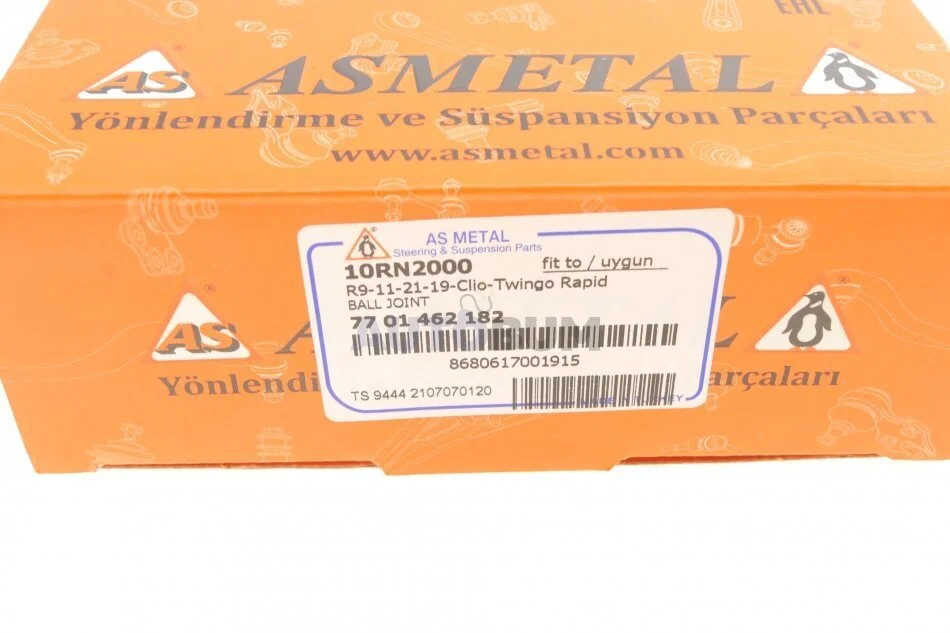 EAC
AS ASMETAL
Yönlendirme ve Süspansiyon Parçaları
www.asmetal.com
AS METAL
Steering & Suspension Parts
10RN2000 fit to / uygun
R9-11-21-19-Clio-Twingo Rapid
BALL JOINT
77 01 462 182
8680617001915
TS 9444 2107070120
AS
Parçaları